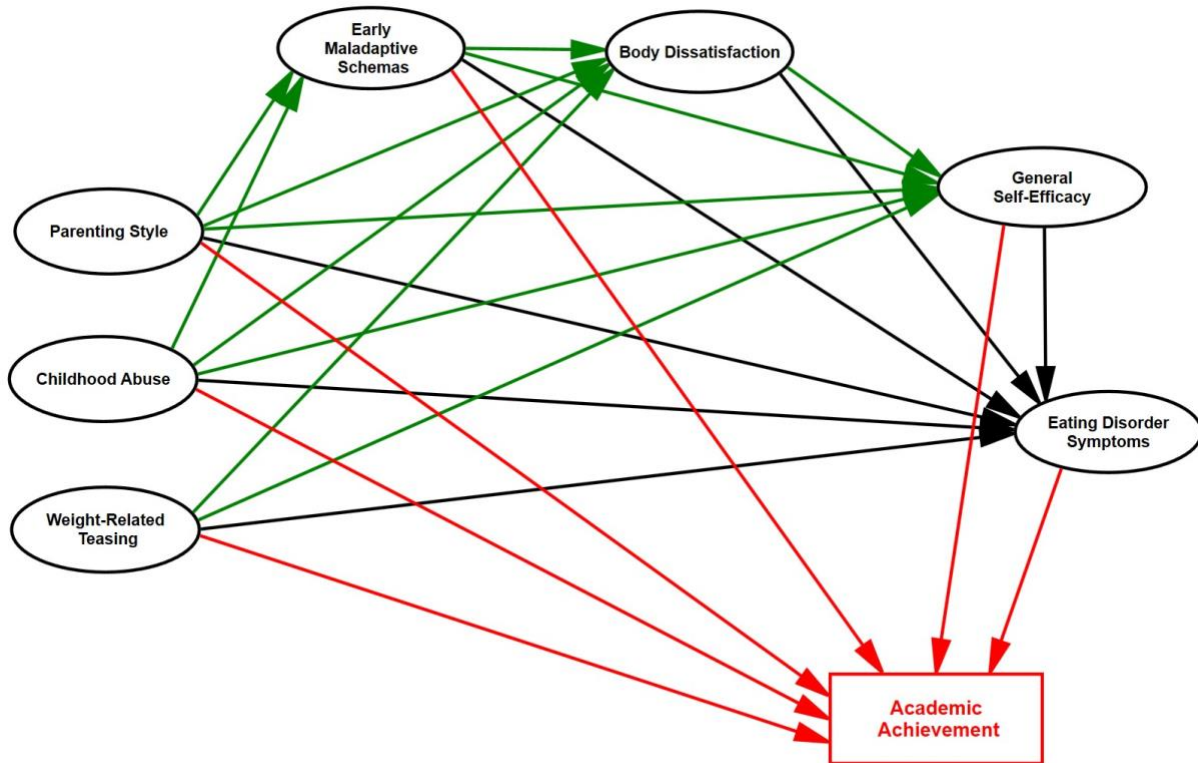 Early
Maladaptive
Schemas
Body Dissatisfaction
General
Self-Efficacy
Parenting Style
Childhood Abuse
Eating Disorder
Symptoms
Weight-Related
Teasing
Academic
Achievement